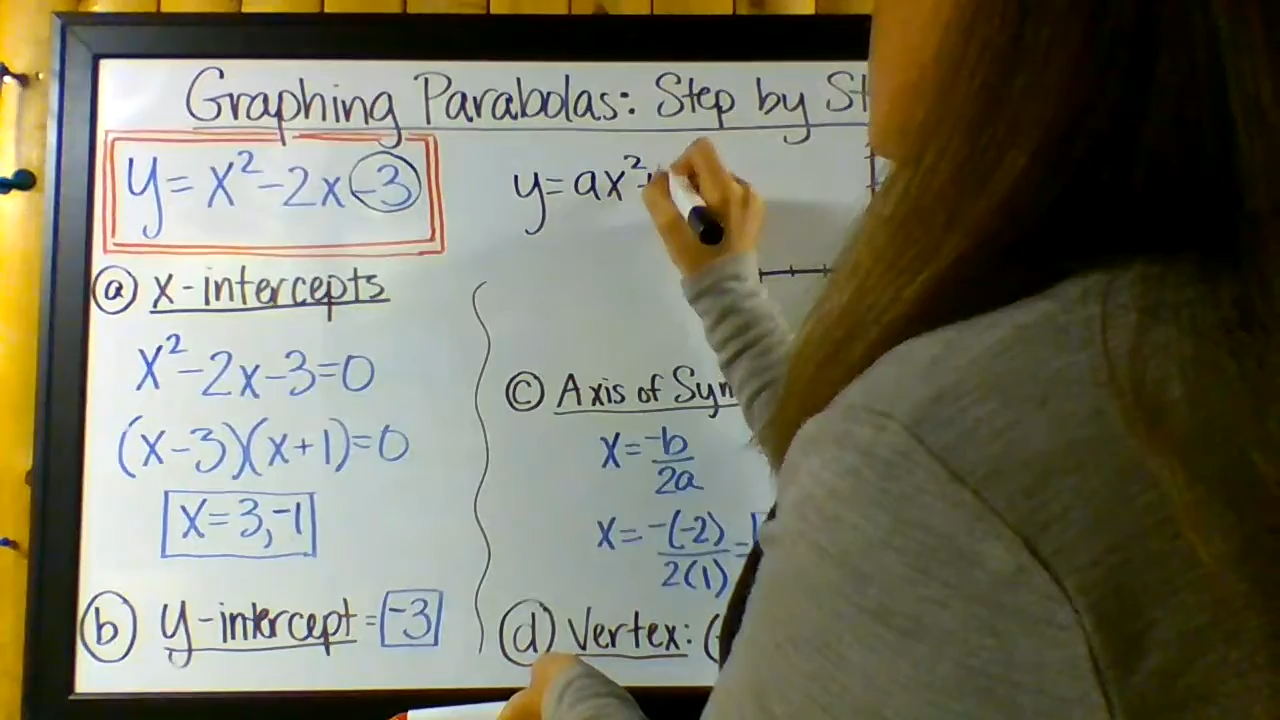 Graphing Parabolas: Step by St
y = x² - 2x - 3
y = ax²
ⓐ x-intercepts
x² - 2x - 3 = 0
(x - 3)(x + 1) = 0
x = 3, -1
ⓑ y-intercept = -3
ⓒ Axis of Sym
x = -b/2a
x = -(-2)/2(1) =
ⓓ Vertex: (